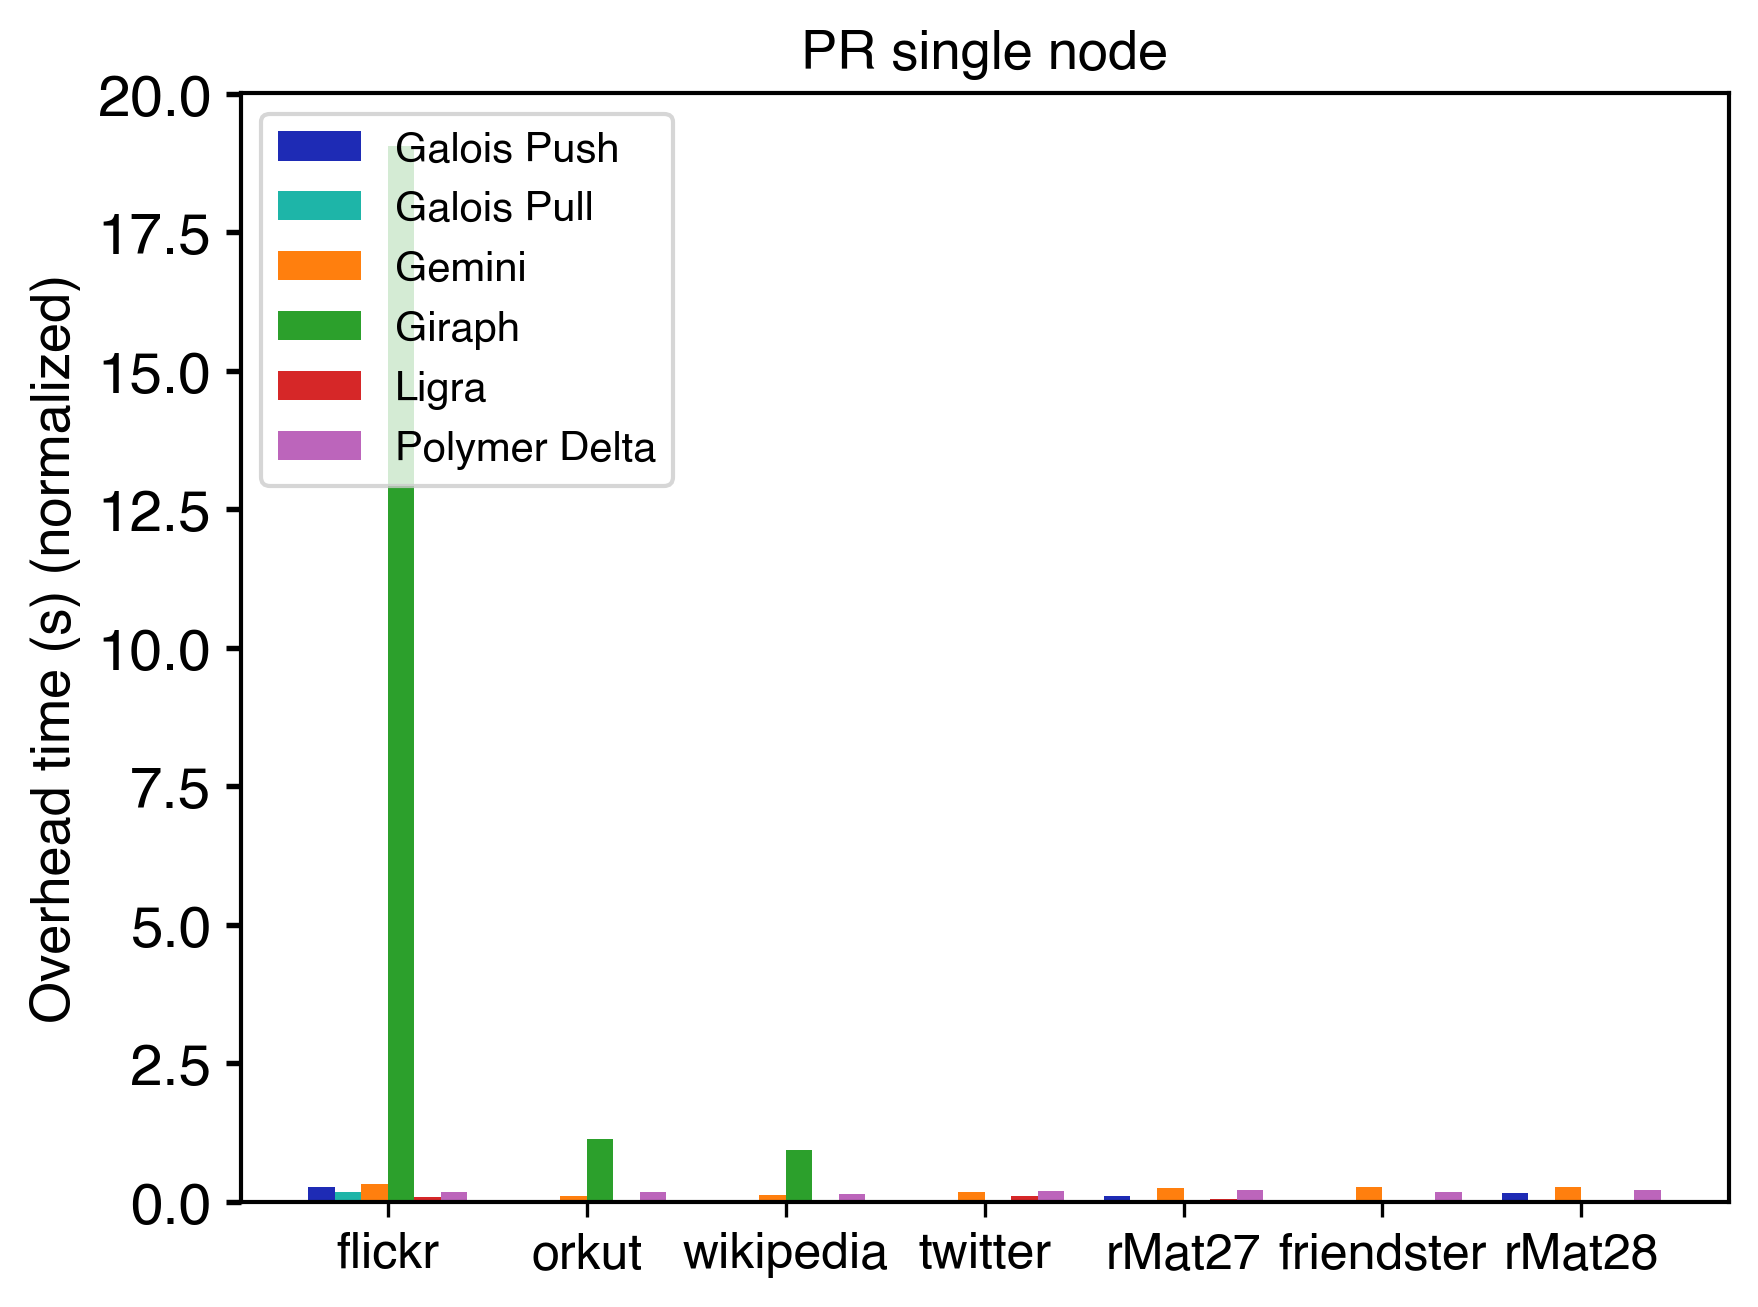 PR single node
20.0
17.5
15.0
12.5
10.0
7.5
5.0
2.5
0.0
Overhead time (s) (normalized)
Galois Push
Galois Pull
Gemini
Giraph
Ligra
Polymer Delta
flickr orkut wikipedia twitter rMat27 friendster rMat28